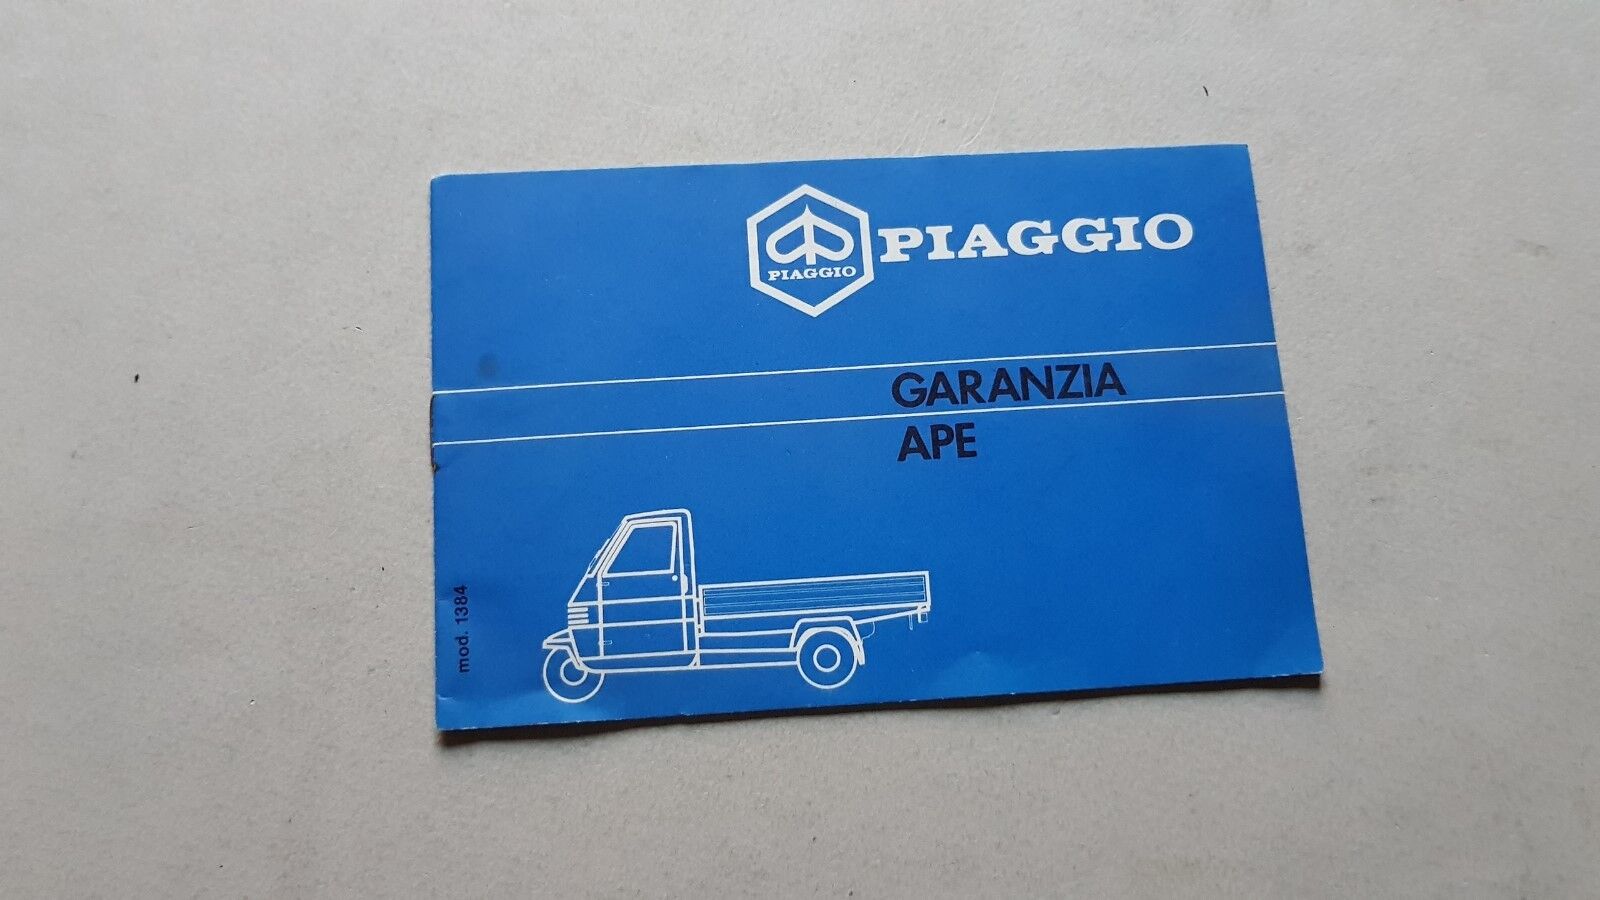 PIAGGIO
PIAGGIO
GARANZIA
APE
mod. 1384